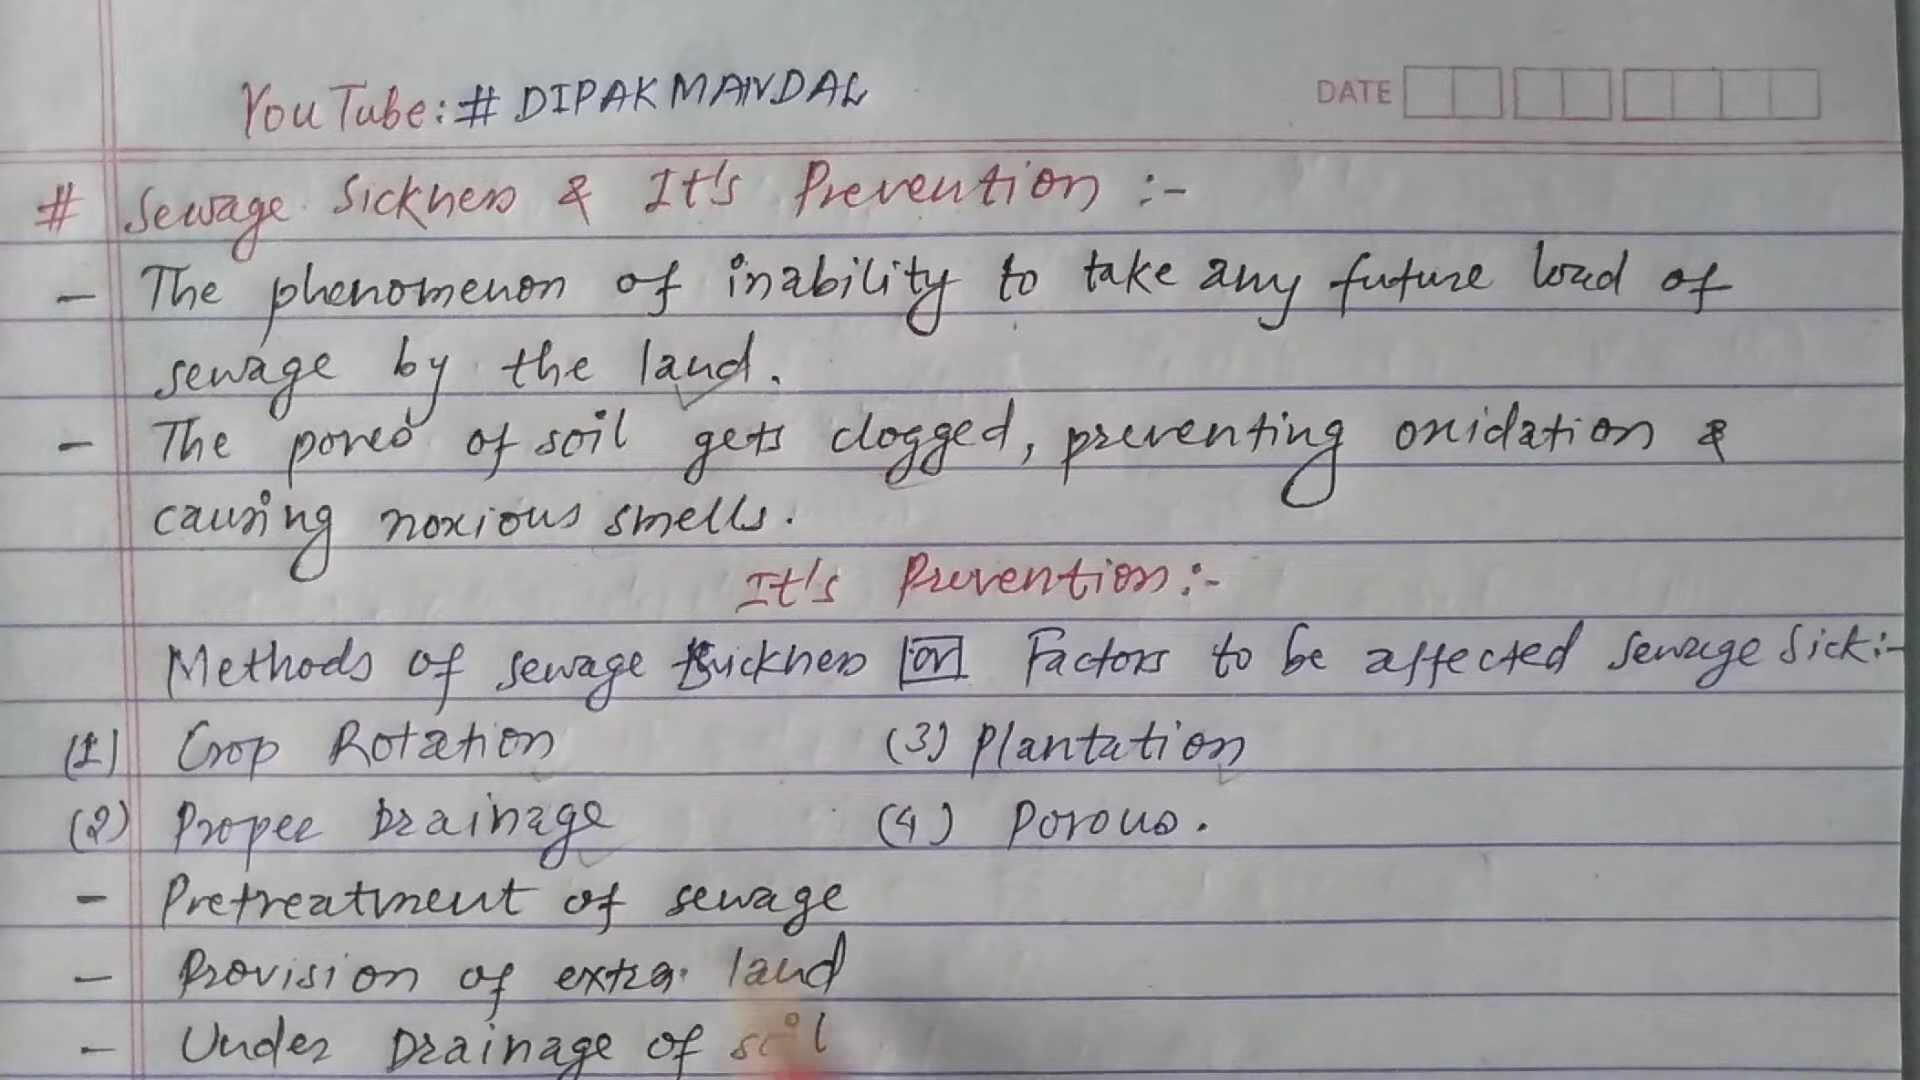 YouTube: # DIPAK MANDAL
DATE
# Sewage Sickness & It's Prevention :-
- The phenomenon of inability to take any future load of
sewage by the land.
- The pores of soil gets clogged, preventing oxidation &
causing noxious smells.
It's Prevention :-
Methods of sewage sickness or Factors to be affected sewage Sick :-
(1) Crop Rotation (3) Plantation
(2) Proper Drainage (4) Porous.
- Pretreatment of sewage
- Provision of extra land
- Under Drainage of soil